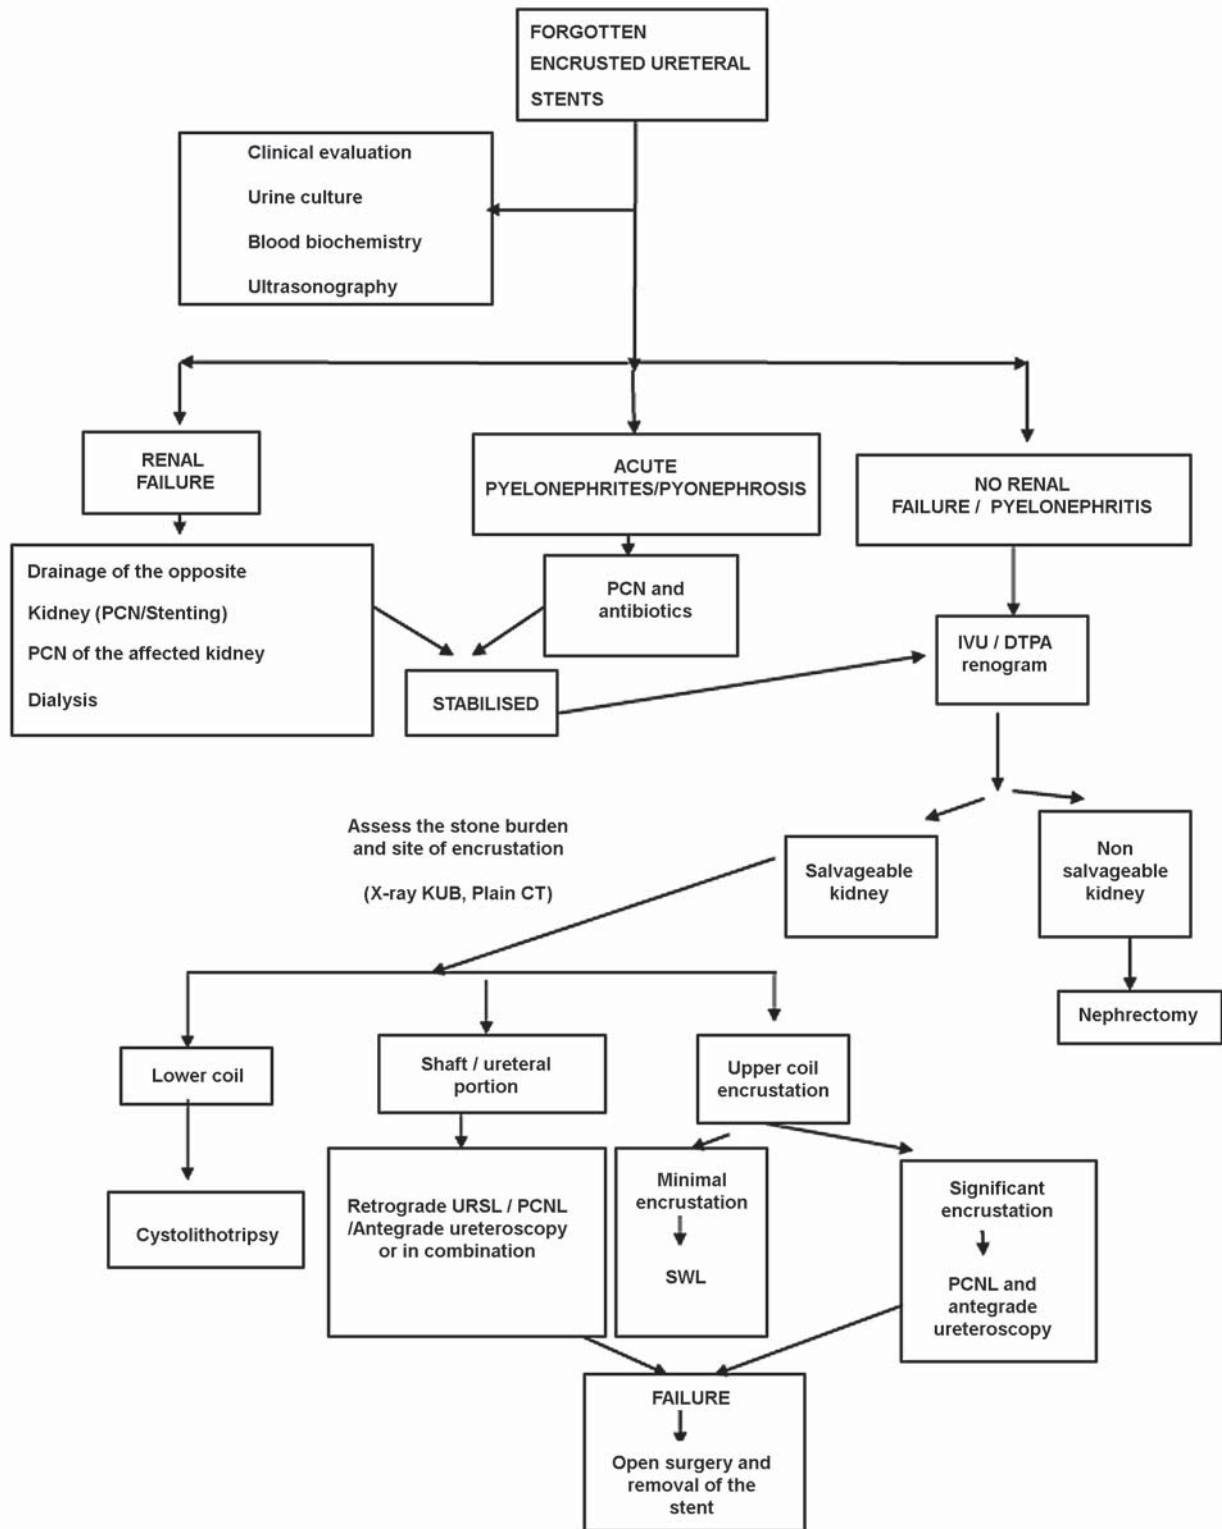 FORGOTTEN
ENCRUSTED URETERAL
STENTS
Clinical evaluation
Urine culture
Blood biochemistry
Ultrasonography
RENAL
FAILURE
ACUTE
PYELONEPHRITES/PYONEPHROSIS
NO RENAL
FAILURE / PYELONEPHRITIS
Drainage of the opposite
Kidney (PCN/Stenting)
PCN of the affected kidney
Dialysis
PCN and
antibiotics
STABILISED
IVU / DTPA
renogram
Assess the stone burden
and site of encrustation
(X-ray KUB, Plain CT)
Salvageable
kidney
Non
salvageable
kidney
Nephrectomy
Lower coil
Shaft / ureteral
portion
Upper coil
encrustation
Cystolithotripsy
Retrograde URSL / PCNL
/Antegrade ureteroscopy
or in combination
Minimal
encrustation
SWL
Significant
encrustation
PCNL and
antegrade
ureteroscopy
FAILURE
Open surgery and
removal of the
stent